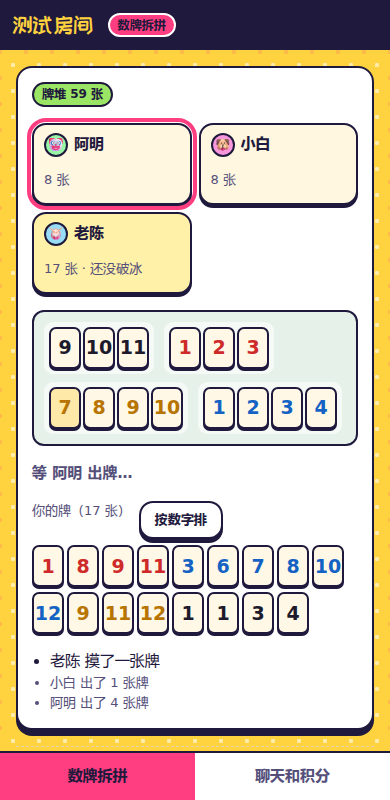 测试房间 数牌拆拼
牌堆 59 张
阿明 小白
8 张 8 张
老陈
17 张 · 还没破冰
9 10 11 1 2 3
7 8 9 10 1 2 3 4
等 阿明 出牌…
你的牌（17 张） 按数字排
1 8 9 11 3 6 7 8 10
12 9 11 12 1 1 3 4
老陈 摸了一张牌
小白 出了 1 张牌
阿明 出了 4 张牌
数牌拆拼 聊天和积分